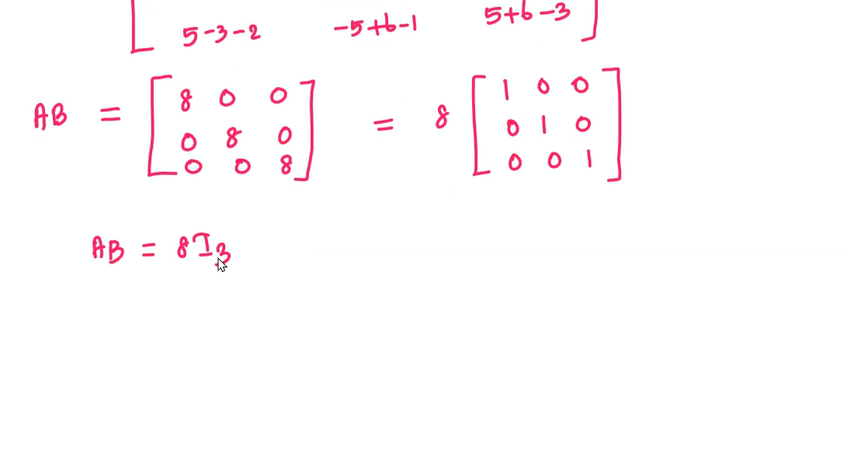 5-3-2 -5+6-1 5+6-3
AB = [8 0 0 = 8 [1 0 0
0 8 0 0 1 0
0 0 8] 0 0 1]
AB = 8I3